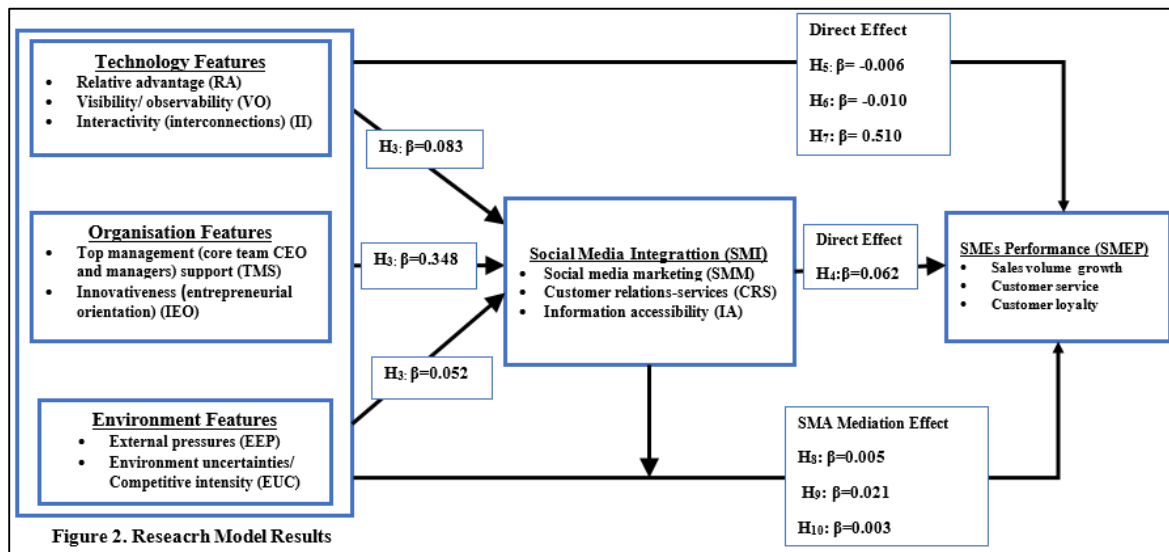 Technology Features
• Relative advantage (RA)
• Visibility/ observability (VO)
• Interactivity (interconnections) (II)
Organisation Features
• Top management (core team CEO
and managers) support (TMS)
• Innovativeness (entrepreneurial
orientation) (IEO)
Environment Features
• External pressures (EEP)
• Environment uncertainties/
Competitive intensity (EUC)
H3: β=0.083
H3: β=0.348
H3: β=0.052
Social Media Integrattion (SMI)
• Social media marketing (SMM)
• Customer relations-services (CRS)
• Information accessibility (IA)
Direct Effect
H5: β= -0.006
H6: β= -0.010
H7: β= 0.510
Direct Effect
H4:β=0.062
SMEs Performance (SMEP)
• Sales volume growth
• Customer service
• Customer loyalty
SMA Mediation Effect
H8: β=0.005
H9: β=0.021
H10: β=0.003
Figure 2. Reseacrh Model Results